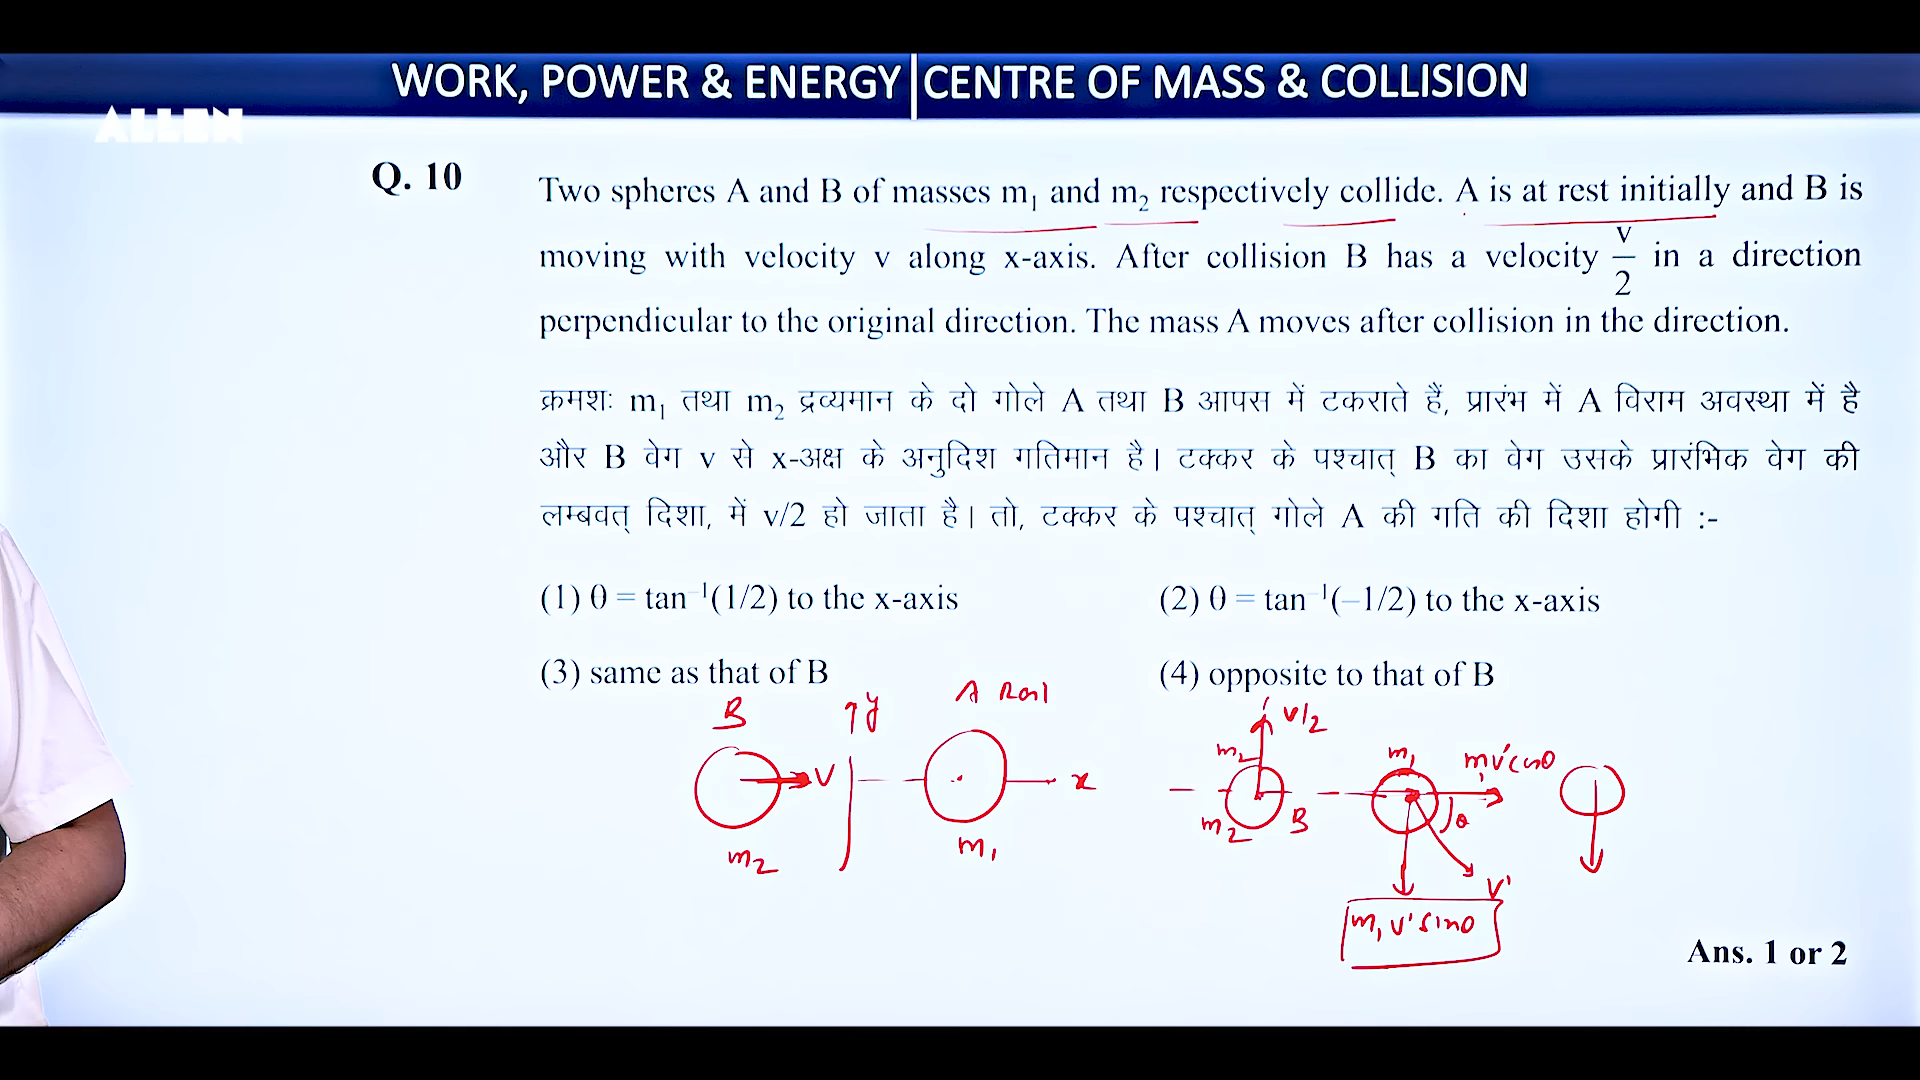 WORK, POWER & ENERGY | CENTRE OF MASS & COLLISION
ALLEN
Q. 10
Two spheres A and B of masses m₁ and m₂ respectively collide. A is at rest initially and B is
moving with velocity v along x-axis. After collision B has a velocity v/2 in a direction
perpendicular to the original direction. The mass A moves after collision in the direction.
क्रमशः m₁ तथा m₂ द्रव्यमान के दो गोले A तथा B आपस में टकराते हैं, प्रारंभ में A विराम अवस्था में है
और B वेग v से x-अक्ष के अनुदिश गतिमान है। टक्कर के पश्चात् B का वेग उसके प्रारंभिक वेग की
लम्बवत् दिशा, में v/2 हो जाता है। तो, टक्कर के पश्चात् गोले A की गति की दिशा होगी :-
(1) θ = tan⁻¹(1/2) to the x-axis (2) θ = tan⁻¹(–1/2) to the x-axis
(3) same as that of B (4) opposite to that of B
B y A
v x
m₂ m₁
v/2
m₂ m₁ m₁v'cosθ
m₂ B θ
v'
m₁v'sinθ
Ans. 1 or 2